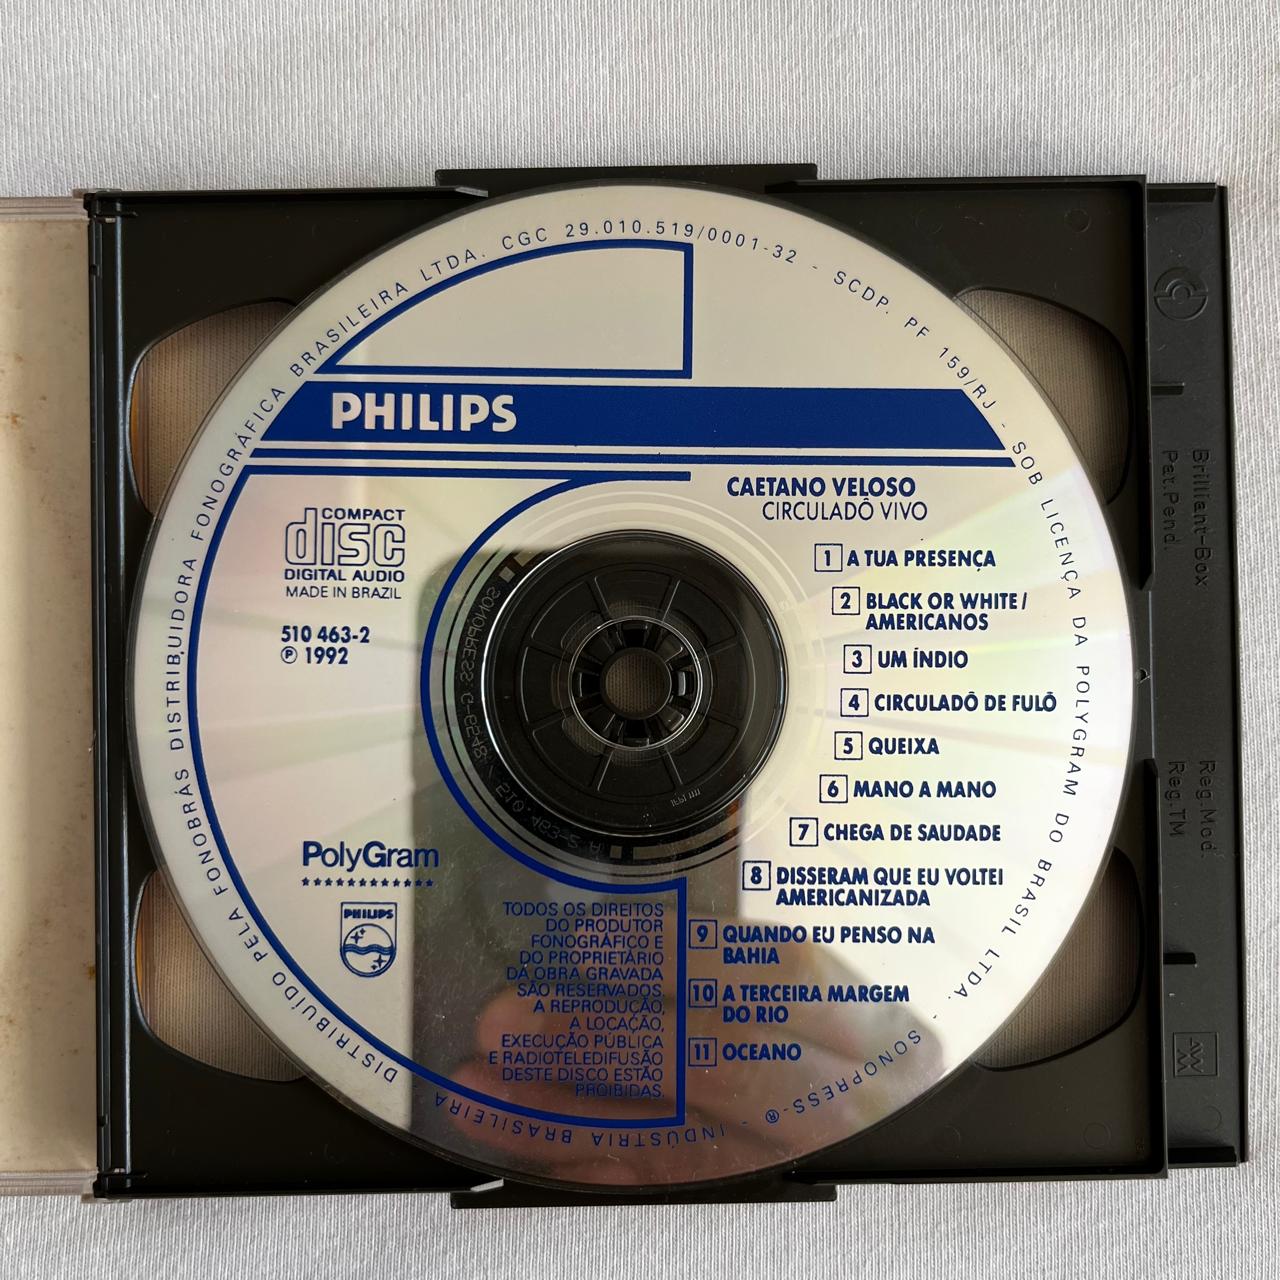 DISTRIBUÍDO PELA FONOBRÁS DISTRIBUIDORA FONOGRÁFICA BRASILEIRA LTDA. CGC 29.010.519/0001-32 - SCDP. PF 159/RJ - SOB LICENÇA DA POLYGRAM DO BRASIL LTDA. - SONOPRESS-® - INDÚSTRIA BRASILEIRA
PHILIPS
CAETANO VELOSO
CIRCULADÔ VIVO
COMPACT
disc
DIGITAL AUDIO
MADE IN BRAZIL
510 463-2
℗ 1992
1 A TUA PRESENÇA
2 BLACK OR WHITE/
AMERICANOS
3 UM ÍNDIO
4 CIRCULADÔ DE FULÔ
5 QUEIXA
6 MANO A MANO
7 CHEGA DE SAUDADE
8 DISSERAM QUE EU VOLTEI
AMERICANIZADA
9 QUANDO EU PENSO NA
BAHIA
10 A TERCEIRA MARGEM
DO RIO
11 OCEANO
PolyGram
PHILIPS
TODOS OS DIREITOS
DO PRODUTOR
FONOGRÁFICO E
DO PROPRIETÁRIO
DA OBRA GRAVADA
SÃO RESERVADOS.
A REPRODUÇÃO,
A LOCAÇÃO,
EXECUÇÃO PÚBLICA
E RADIOTELEDIFUSÃO
DESTE DISCO ESTÃO
PROIBIDAS.
SONOPRESS
Brilliant-Box
Pat.Pend.
Reg.Mod.
Reg.TM